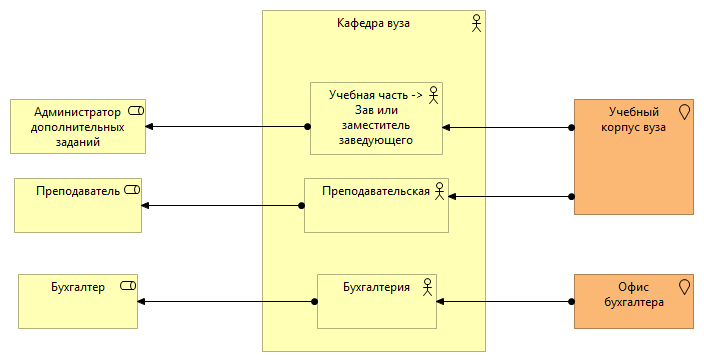 Кафедра вуза
Администратор
дополнительных
заданий
Учебная часть ->
Зав или
заместитель
заведующего
Учебный
корпус вуза
Преподаватель
Преподавательская
Бухгалтер
Бухгалтерия
Офис
бухгалтера